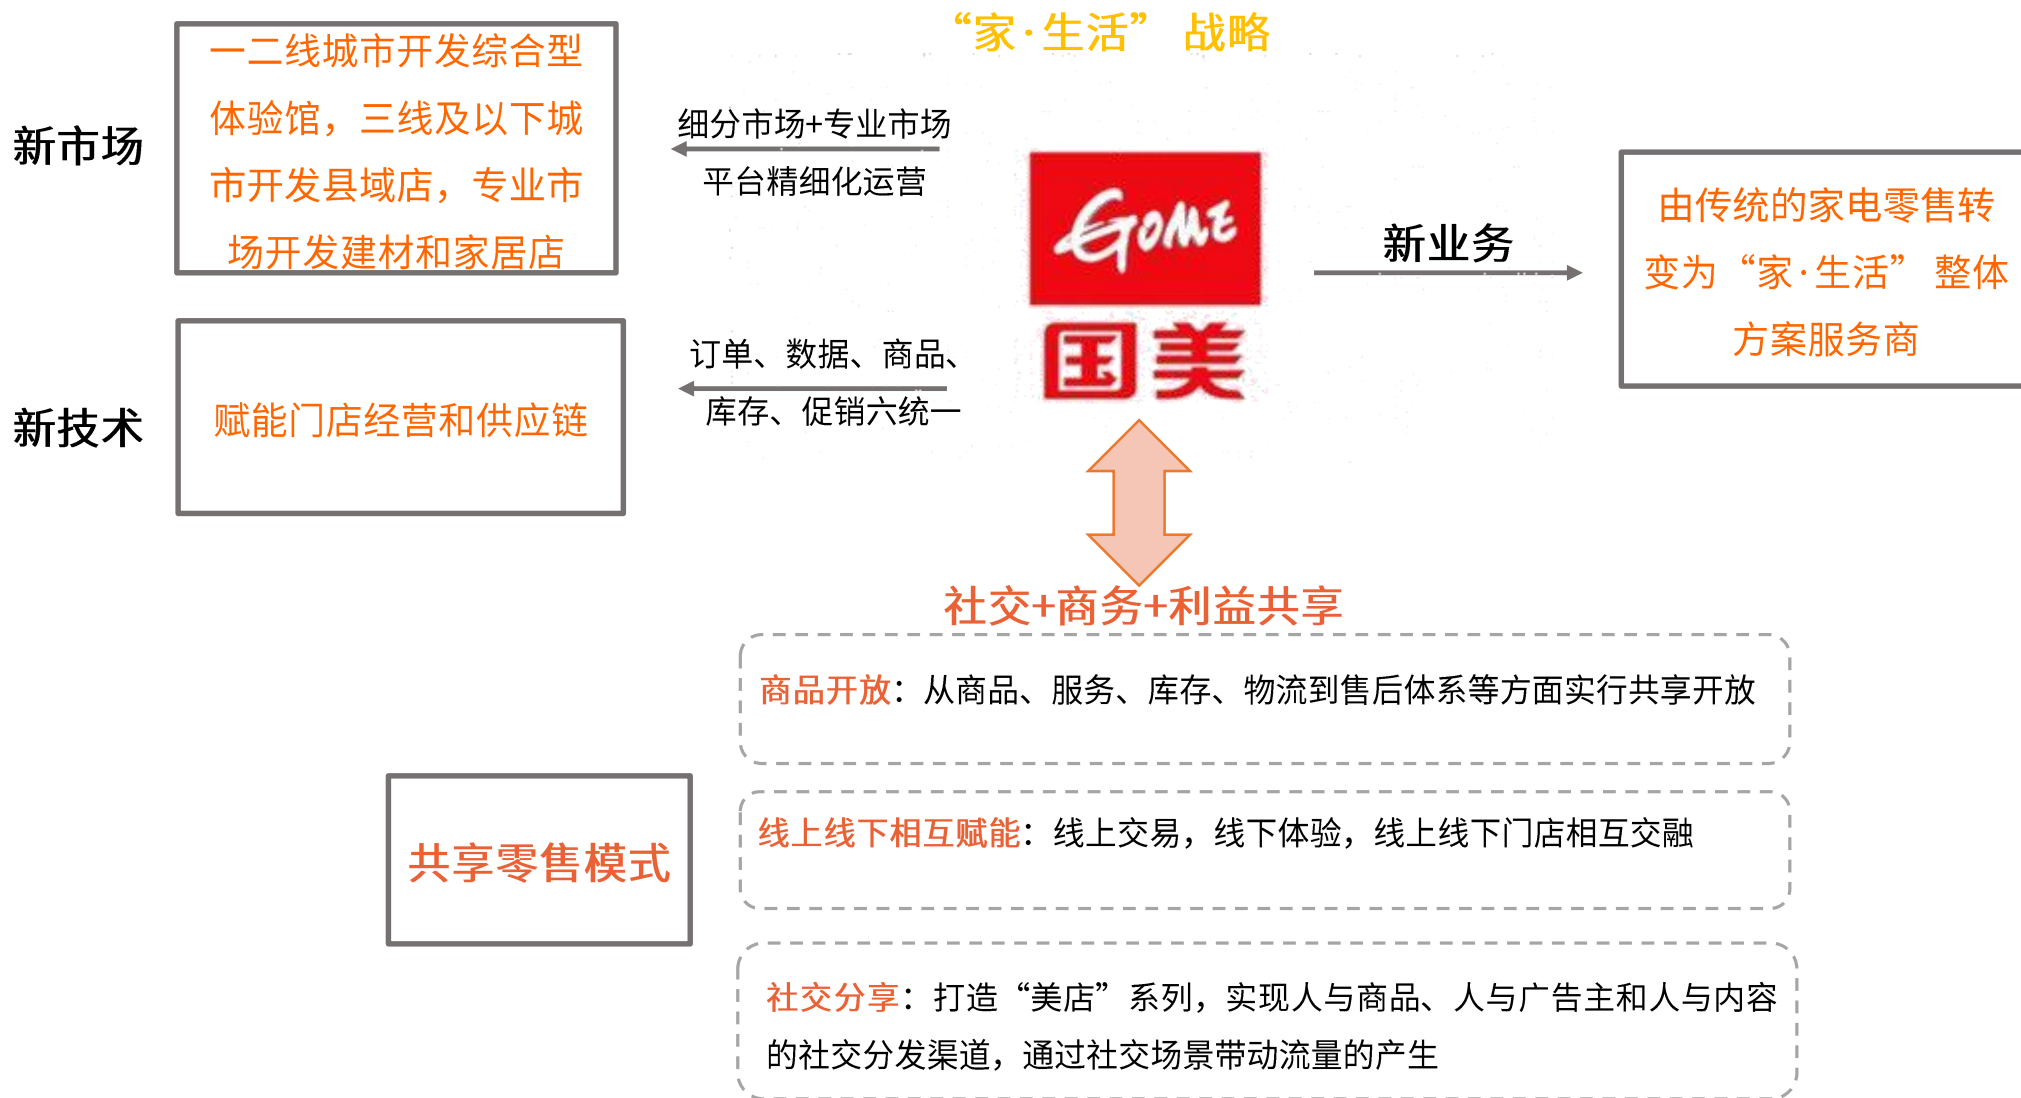 “家·生活” 战略
新市场
一二线城市开发综合型
体验馆，三线及以下城
市开发县域店，专业市
场开发建材和家居店
细分市场+专业市场
平台精细化运营
GOME
国美
新业务
由传统的家电零售转
变为“家·生活” 整体
方案服务商
新技术
赋能门店经营和供应链
订单、数据、商品、
库存、促销六统一
社交+商务+利益共享
商品开放：从商品、服务、库存、物流到售后体系等方面实行共享开放
共享零售模式
线上线下相互赋能：线上交易，线下体验，线上线下门店相互交融
社交分享：打造“美店” 系列，实现人与商品、人与广告主和人与内容
的社交分发渠道，通过社交场景带动流量的产生